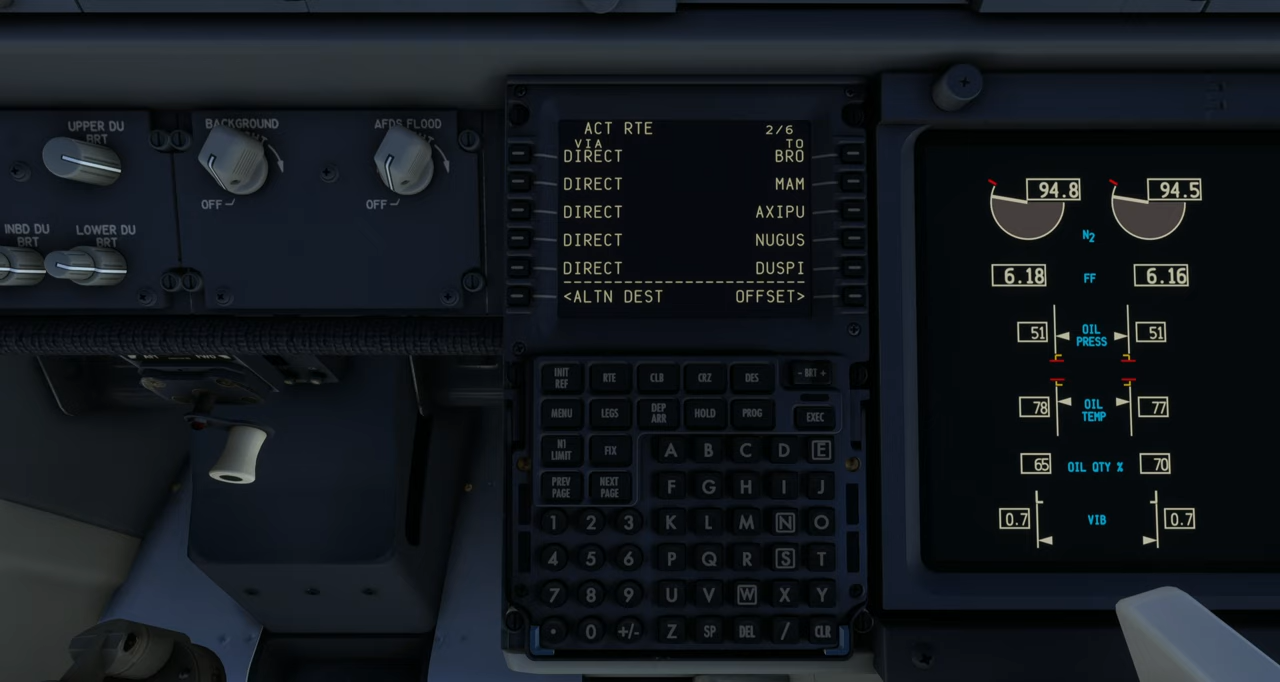 UPPER DU
BRT
BACKGROUND
AFDS FLOOD
OFF
OFF
INBD DU
BRT
LOWER DU
BRT
ACT RTE 2/6
VIA TO
DIRECT BRO
DIRECT MAM
DIRECT AXIPU
DIRECT NUGUS
DIRECT DUSPI
------------------------
<ALTN DEST OFFSET>
INIT REF
RTE
CLB
CRZ
DES
- BRT +
MENU
LEGS
DEP ARR
HOLD
PROG
EXEC
N1 LIMIT
FIX
A B C D E
PREV PAGE
NEXT PAGE
F G H I J
1 2 3 K L M N O
4 5 6 P Q R S T
7 8 9 U V W X Y
. 0 +/- Z SP DEL / CLR
94.8 94.5
N2
6.18 FF 6.16
51 OIL PRESS 51
78 OIL TEMP 77
65 OIL QTY % 70
0.7 VIB 0.7